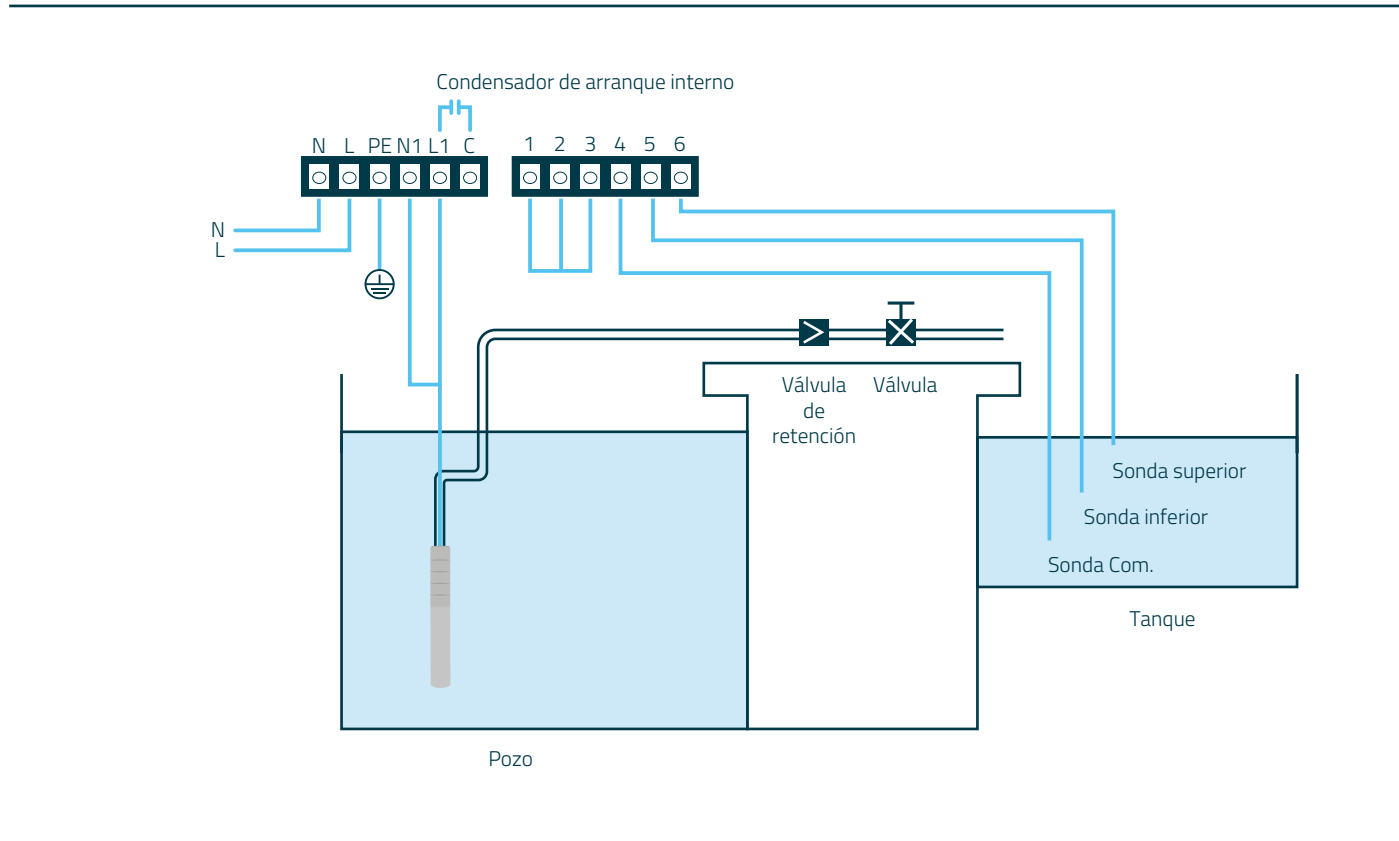 Condensador de arranque interno
N L PE N1 L1 C
1 2 3 4 5 6
N
L
Válvula de retención
Válvula
Sonda superior
Sonda inferior
Sonda Com.
Tanque
Pozo